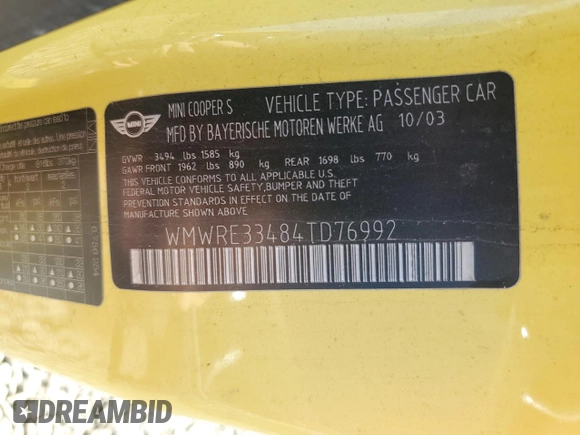 MINI
MINI COOPER S VEHICLE TYPE: PASSENGER CAR
MFD BY BAYERISCHE MOTOREN WERKE AG 10/03
GVWR 3494 lbs 1585 kg
GAWR FRONT 1962 lbs 890 kg REAR 1698 lbs 770 kg
THIS VEHICLE CONFORMS TO ALL APPLICABLE U.S.
FEDERAL MOTOR VEHICLE SAFETY,BUMPER AND THEFT
PREVENTION STANDARDS IN EFFECT ON THE DATE OF
MANUFACTURE SHOWN ABOVE.
WMWRE33484TD76992
DREAMBID